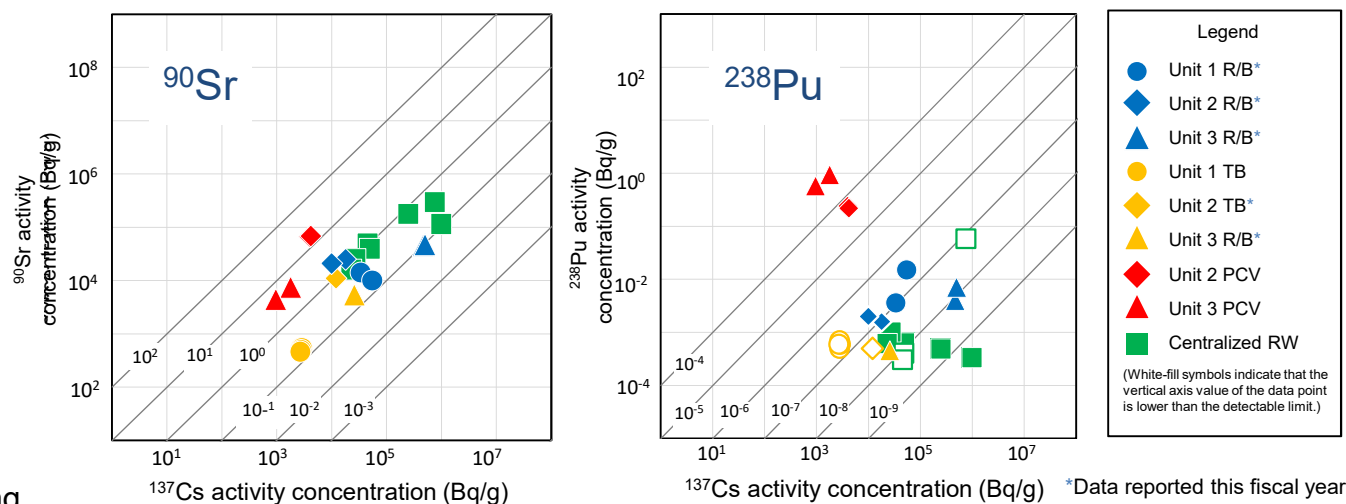 ⁹⁰Sr
⁹⁰Sr activity
concentration (Bq/g)
10⁸
10⁶
10⁴
10²
10² 10¹ 10⁰
10⁻¹ 10⁻² 10⁻³
10¹ 10³ 10⁵ 10⁷
¹³⁷Cs activity concentration (Bq/g)
²³⁸Pu
²³⁸Pu activity
concentration (Bq/g)
10²
10⁰
10⁻²
10⁻⁴
10⁻⁴
10⁻⁵ 10⁻⁶ 10⁻⁷ 10⁻⁸ 10⁻⁹
10¹ 10³ 10⁵ 10⁷
¹³⁷Cs activity concentration (Bq/g)
Legend
Unit 1 R/B*
Unit 2 R/B*
Unit 3 R/B*
Unit 1 TB
Unit 2 TB*
Unit 3 R/B*
Unit 2 PCV
Unit 3 PCV
Centralized RW
(White-fill symbols indicate that the
vertical axis value of the data point
is lower than the detectable limit.)
*Data reported this fiscal year